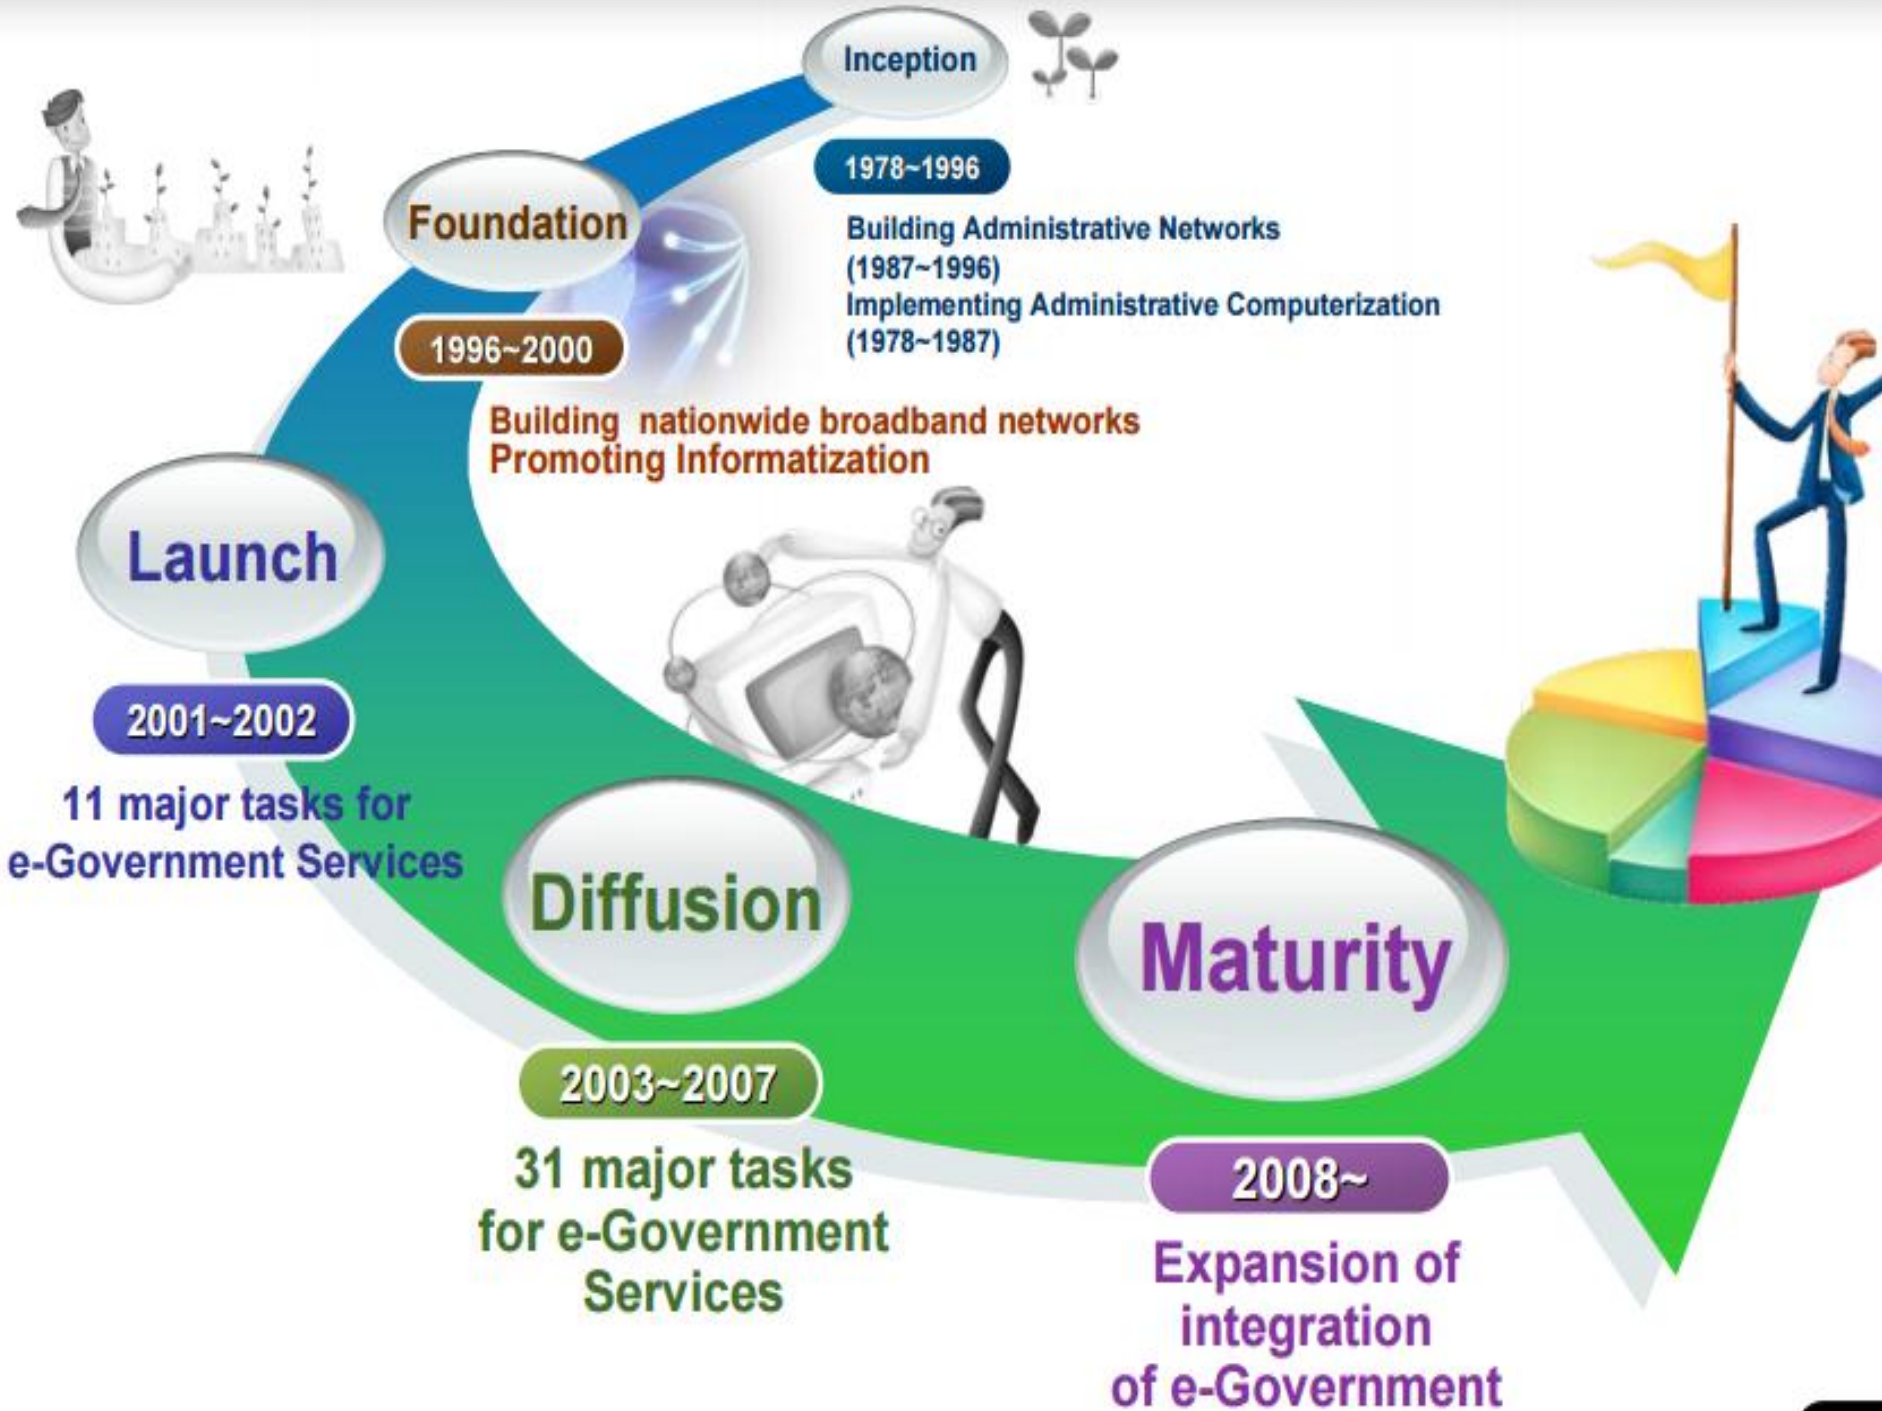 Inception
1978~1996
Building Administrative Networks
(1987~1996)
Implementing Administrative Computerization
(1978~1987)
Foundation
1996~2000
Building nationwide broadband networks
Promoting Informatization
Launch
2001~2002
11 major tasks for
e-Government Services
Diffusion
2003~2007
31 major tasks
for e-Government
Services
Maturity
2008~
Expansion of
integration
of e-Government